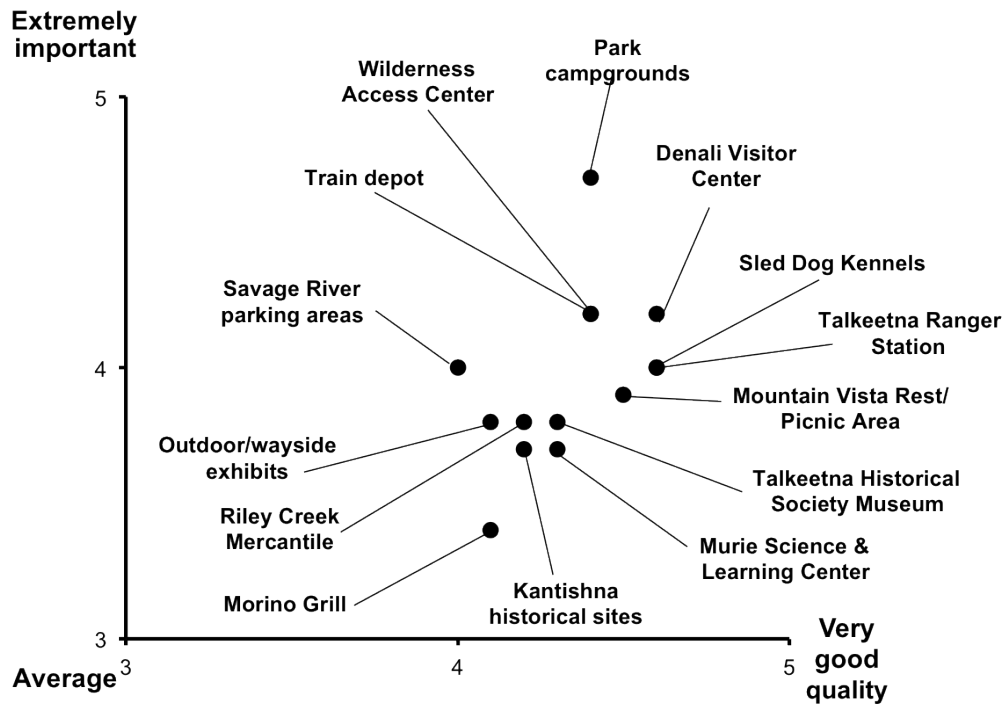 Extremely
important
Park
campgrounds
Wilderness
Access Center
5
Denali Visitor
Center
Train depot
Sled Dog Kennels
Savage River
parking areas
Talkeetna Ranger
Station
4
Mountain Vista Rest/
Picnic Area
Outdoor/wayside
exhibits
Talkeetna Historical
Society Museum
Riley Creek
Mercantile
Murie Science &
Learning Center
Kantishna
historical sites
Morino Grill
3
3
4
5
Average
Very
good
quality